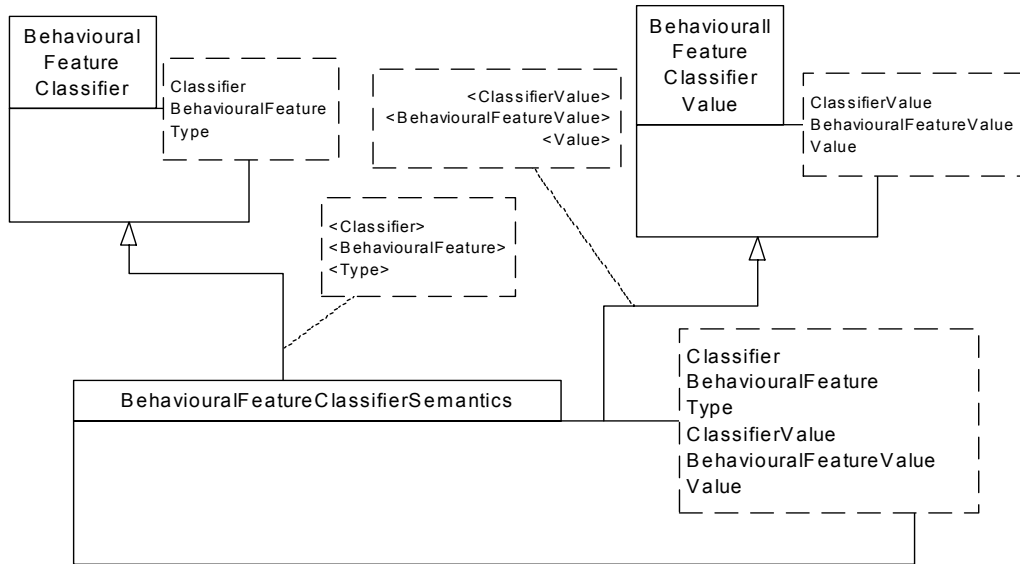 Behavioural
Feature
Classifier
Classifier
BehaviouralFeature
Type
<ClassifierValue>
<BehaviouralFeatureValue>
<Value>
Behaviourall
Feature
Classifier
Value
ClassifierValue
BehaviouralFeatureValue
Value
<Classifier>
<BehaviouralFeature>
<Type>
BehaviouralFeatureClassifierSemantics
Classifier
BehaviouralFeature
Type
ClassifierValue
BehaviouralFeatureValue
Value